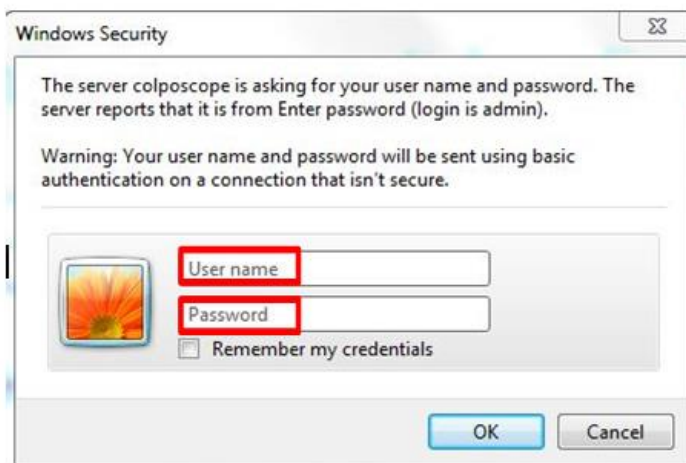 Windows Security
The server colposcope is asking for your user name and password. The
server reports that it is from Enter password (login is admin).
Warning: Your user name and password will be sent using basic
authentication on a connection that isn't secure.
User name
Password
Remember my credentials
OK
Cancel